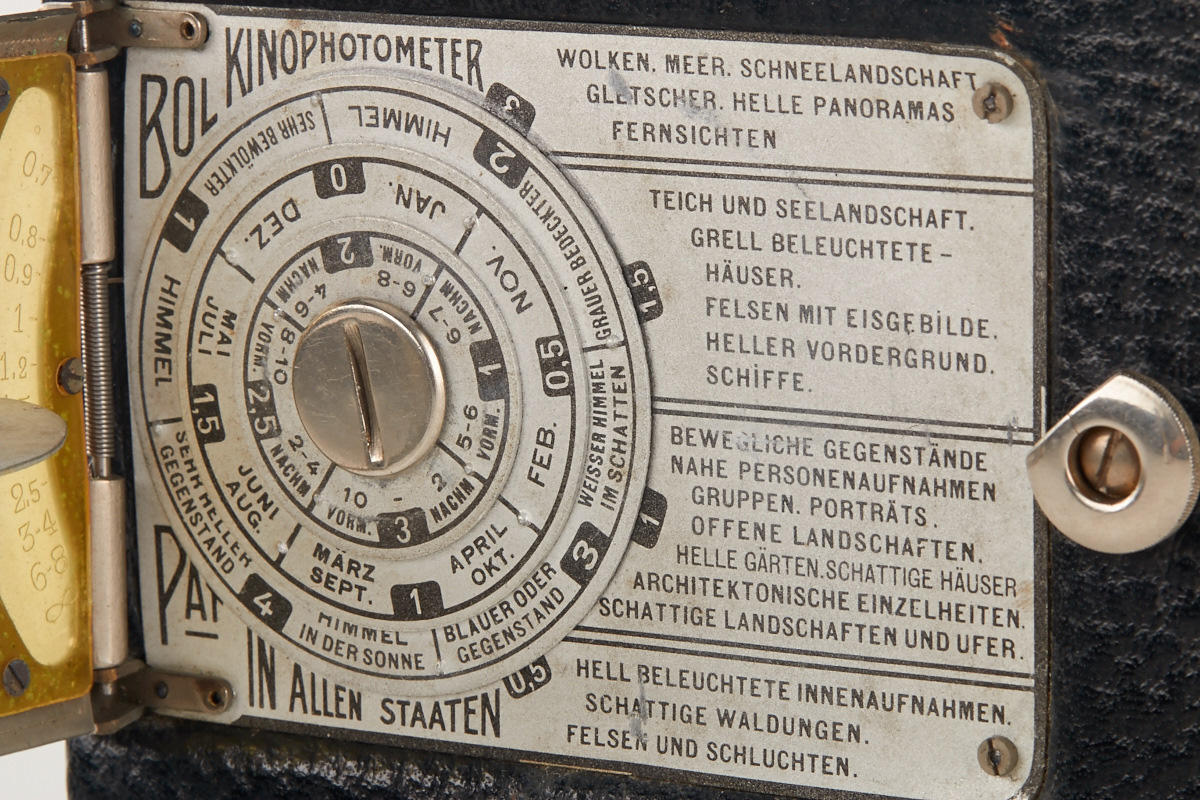 KINOPHOTOMETER
BOL
WOLKEN. MEER. SCHNEELANDSCHAFT
GLETSCHER. HELLE PANORAMAS
FERNSICHTEN
TEICH UND SEELANDSCHAFT.
GRELL BELEUCHTETE –
HÄUSER.
FELSEN MIT EISGEBILDE.
HELLER VORDERGRUND.
SCHIFFE.
BEWEGLICHE GEGENSTÄNDE
NAHE PERSONENAUFNAHMEN
GRUPPEN. PORTRÄTS.
OFFENE LANDSCHAFTEN.
HELLE GÄRTEN. SCHATTIGE HÄUSER
ARCHITEKTONISCHE EINZELHEITEN.
SCHATTIGE LANDSCHAFTEN UND UFER.
HELL BELEUCHTETE INNENAUFNAHMEN.
SCHATTIGE WALDUNGEN.
FELSEN UND SCHLUCHTEN.
3
1,5
1
0,5
1
SEHR BEWÖLKTER
HIMMEL
2
GRAUER BEDECKTER
HIMMEL
WEISSER HIMMEL
IM SCHATTEN
3
BLAUER ODER
GEGENSTAND
HIMMEL
IN DER SONNE
4
SEHR HELLER
GEGENSTAND
0
JAN.
DEZ.
NOV.
0,5
FEB.
APRIL
OKT.
1
MÄRZ
SEPT.
JUNI
AUG.
1,5
MAI
JULI
2
VORM.
8-9
NACHM
6-7
1
5-6
VORM.
10 - 2
VORM.
3
NACHM
2-4
NACHM
2,5
8-10
VORM.
4-6
NACHM
PAT
IN ALLEN STAATEN
0,7
0,8-
0,9-
1-
1,2-
2,5-
3-4
6-8
∞